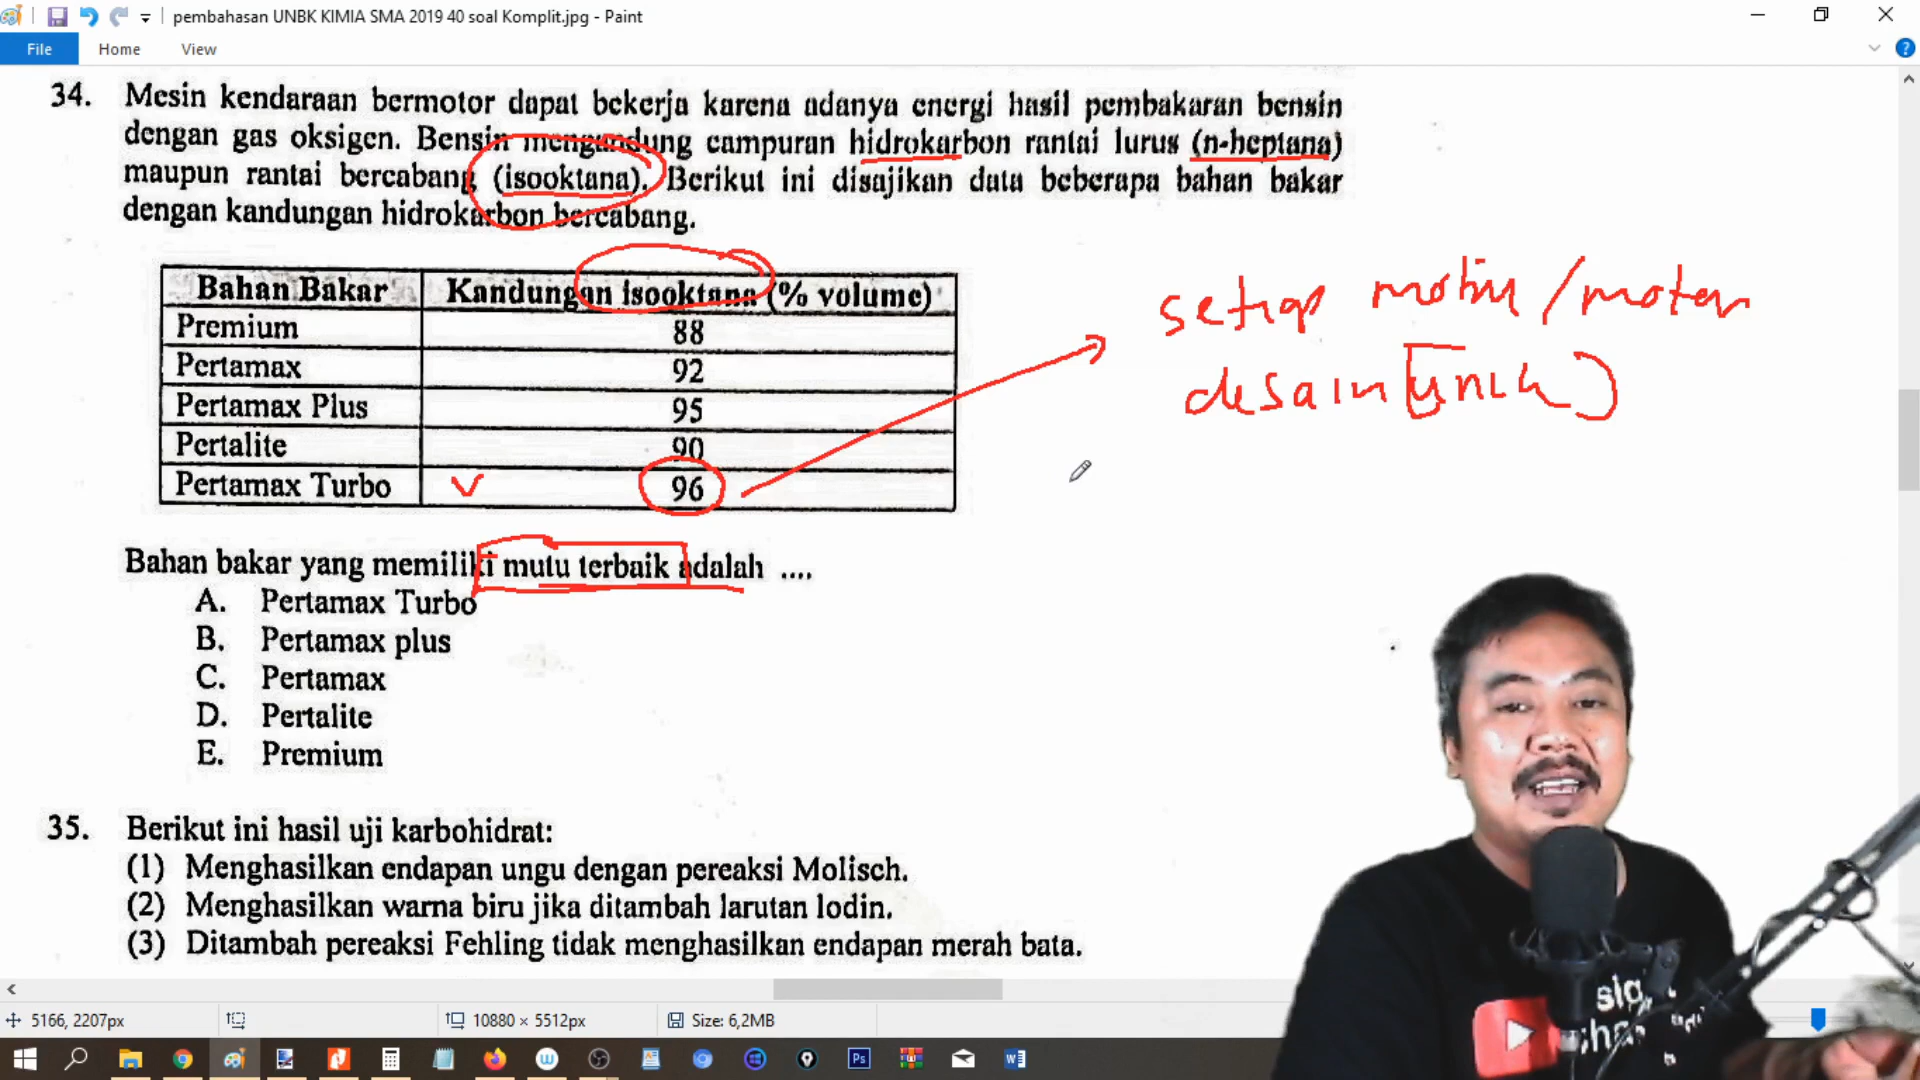 pembahasan UNBK KIMIA SMA 2019 40 soal Komplit.jpg - Paint
File Home View
34. Mesin kendaraan bermotor dapat bekerja karena adanya energi hasil pembakaran bensin
dengan gas oksigen. Bensin mengandung campuran hidrokarbon rantai lurus (n-heptana)
maupun rantai bercabang (isooktana). Berikut ini disajikan data beberapa bahan bakar
dengan kandungan hidrokarbon bercabang.
Bahan Bakar Kandungan isooktana (% volume)
Premium 88
Pertamax 92
Pertamax Plus 95
Pertalite 90
Pertamax Turbo V 96
setiap mobil / motor
desain (unik)
Bahan bakar yang memiliki mutu terbaik adalah ....
A. Pertamax Turbo
B. Pertamax plus
C. Pertamax
D. Pertalite
E. Premium
35. Berikut ini hasil uji karbohidrat:
(1) Menghasilkan endapan ungu dengan pereaksi Molisch.
(2) Menghasilkan warna biru jika ditambah larutan Iodin.
(3) Ditambah pereaksi Fehling tidak menghasilkan endapan merah bata.
5166, 2207px 10880 × 5512px Size: 6,2MB
Ps